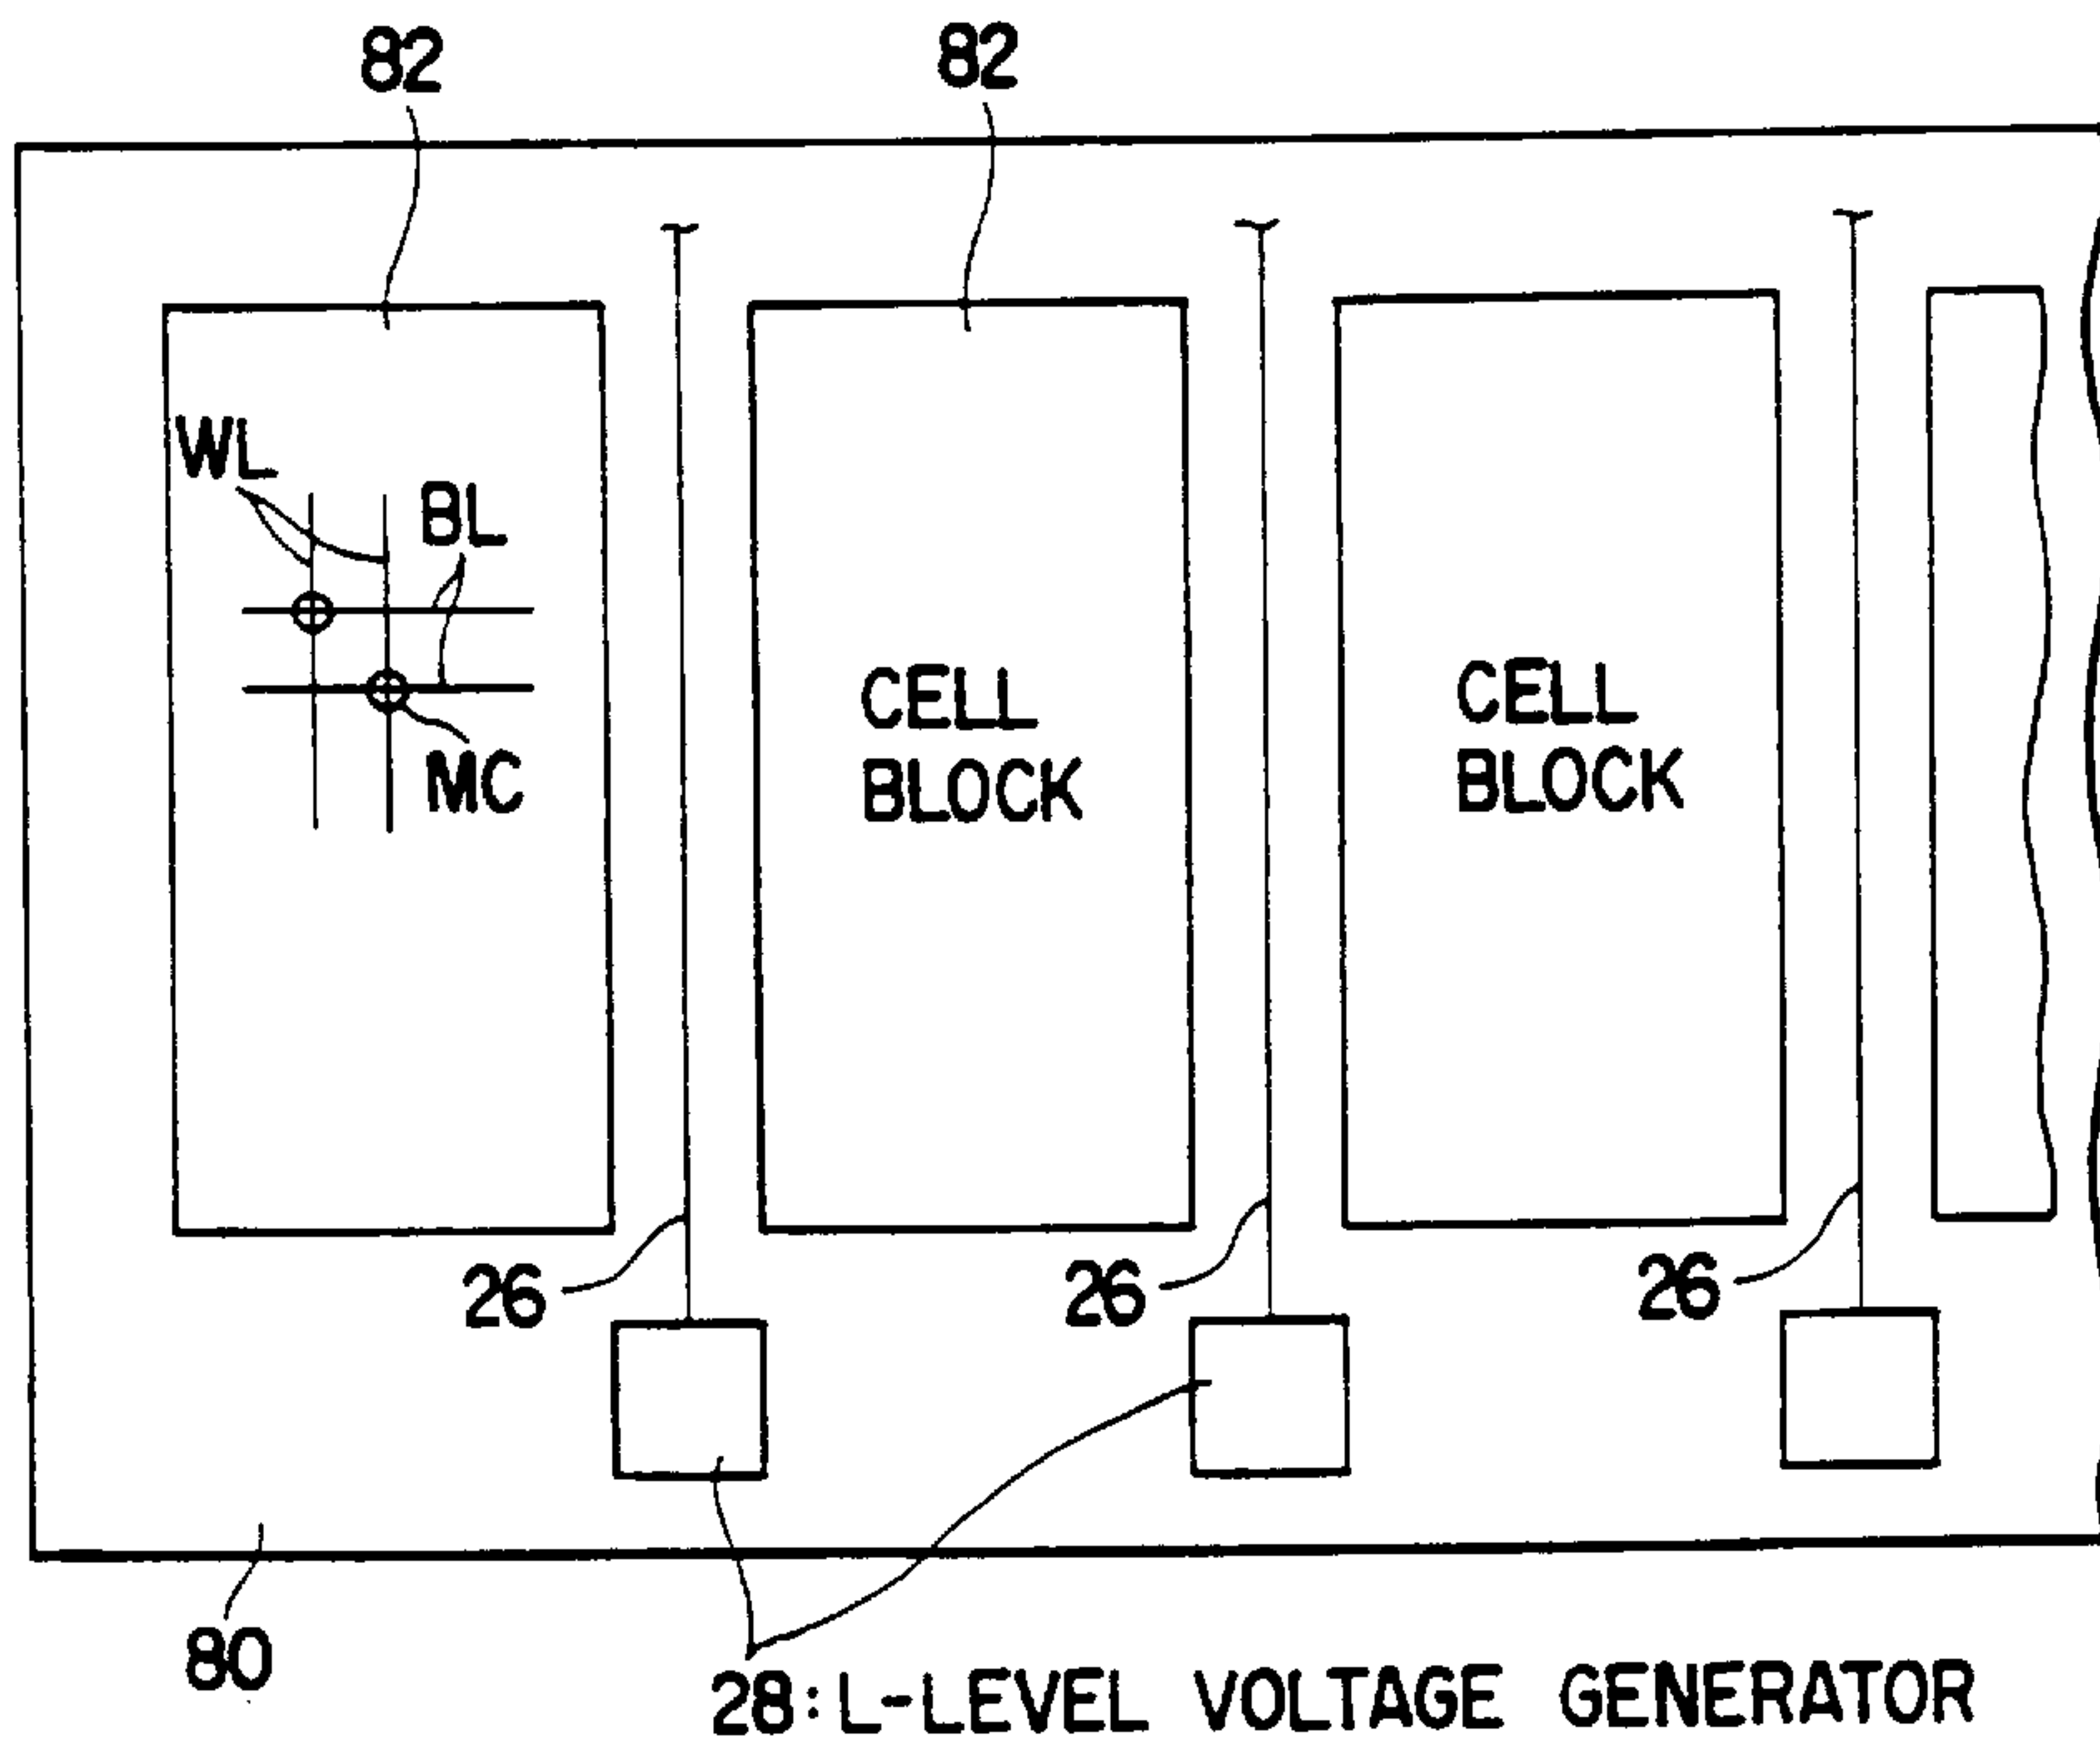 82
82
WL
BL
MC
CELL
BLOCK
CELL
BLOCK
26
26
26
80
28: L-LEVEL VOLTAGE GENERATOR